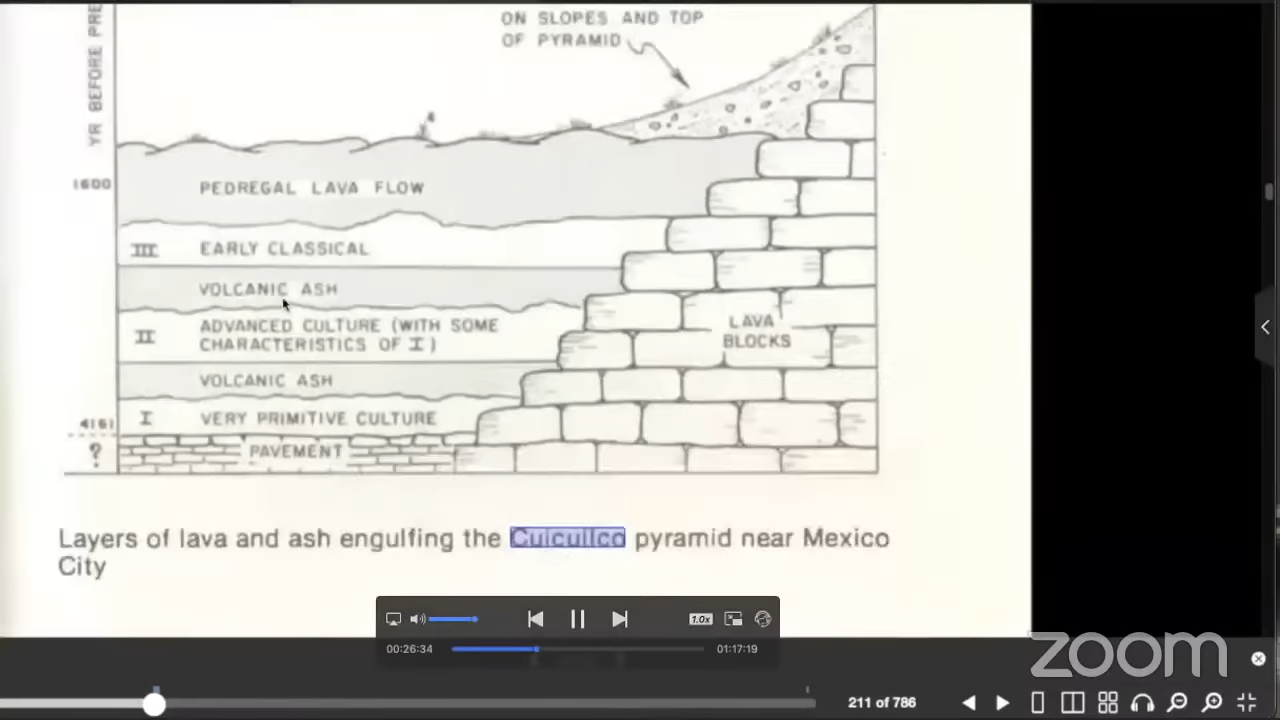 YR BEFORE PRE
ON SLOPES AND TOP
OF PYRAMID
1600
PEDREGAL LAVA FLOW
III EARLY CLASSICAL
VOLCANIC ASH
II ADVANCED CULTURE (WITH SOME
CHARACTERISTICS OF I)
LAVA
BLOCKS
VOLCANIC ASH
4161 I VERY PRIMITIVE CULTURE
? PAVEMENT
Layers of lava and ash engulfing the Cuicuilco pyramid near Mexico
City
1.0x
00:26:34 01:17:19
zoom
211 of 786